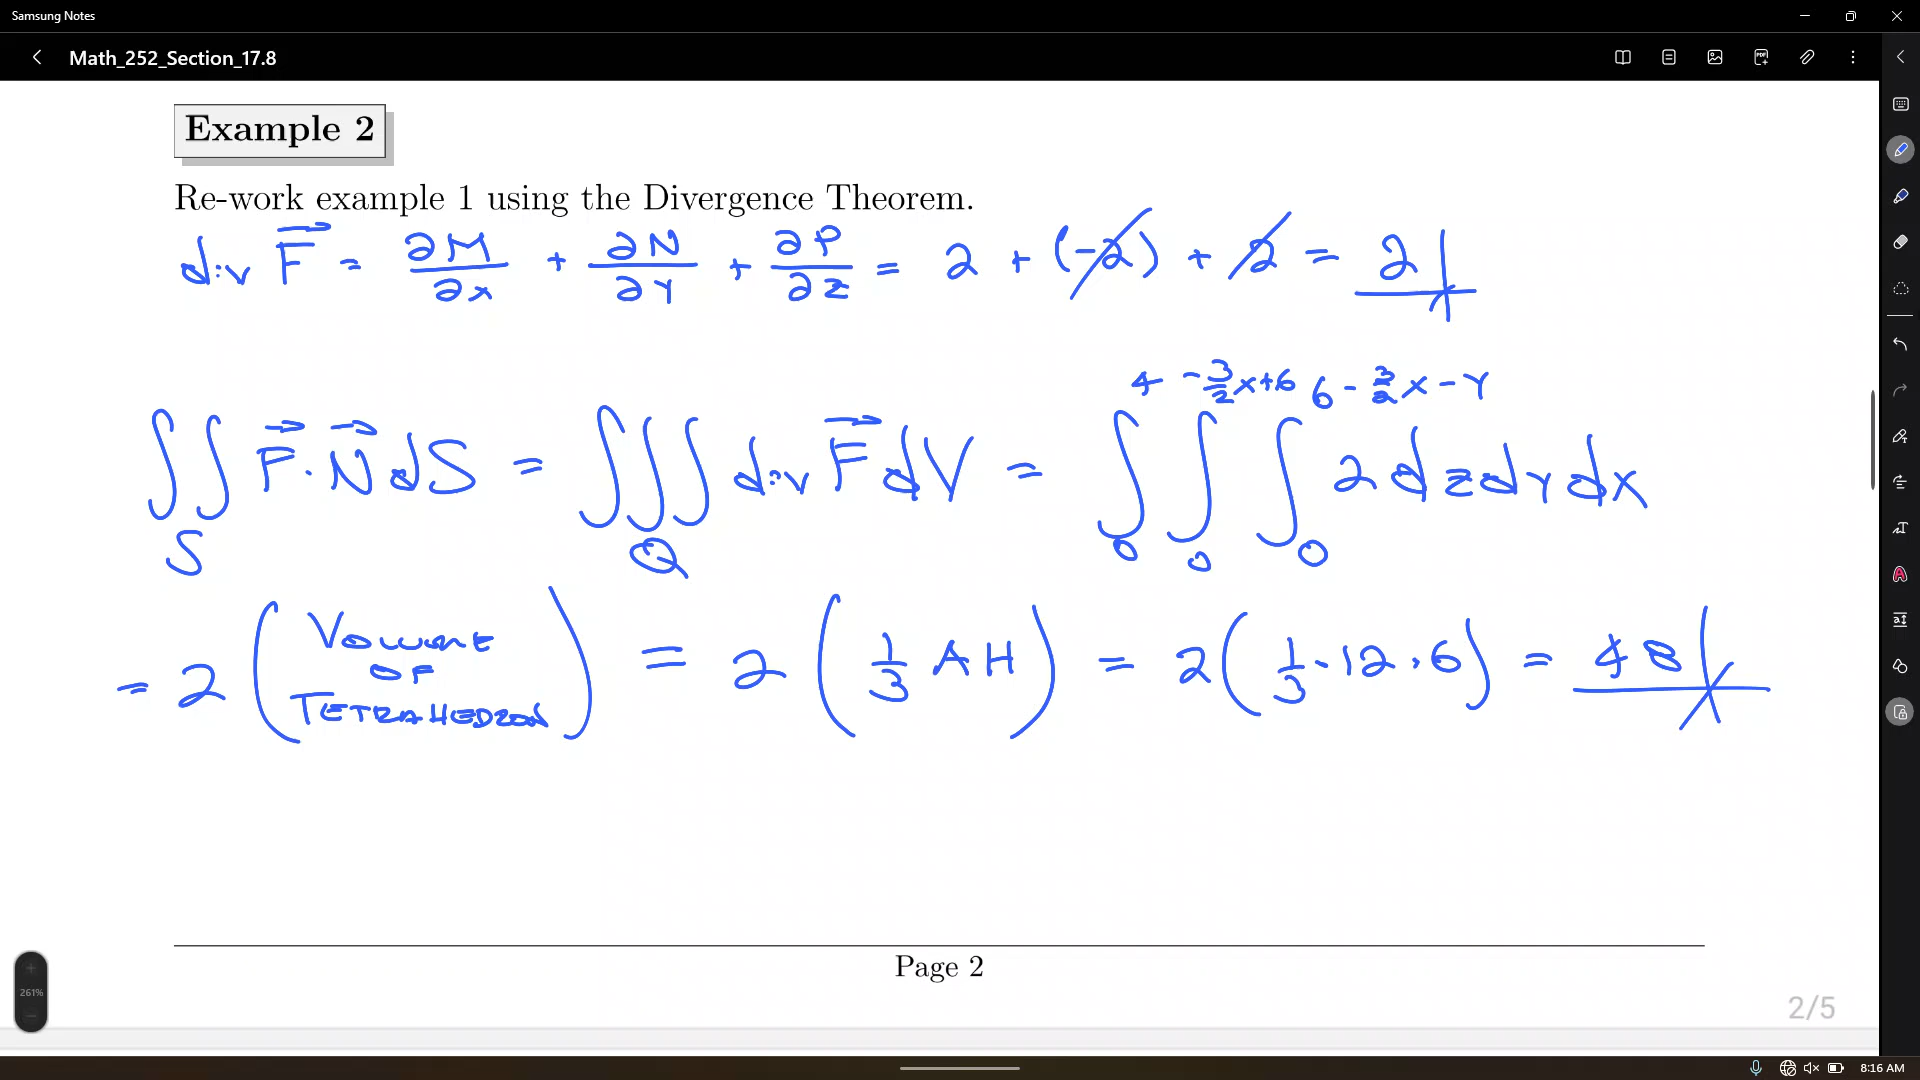 Samsung Notes
Math_252_Section_17.8
Example 2
Re-work example 1 using the Divergence Theorem.
div F⃗ = ∂M/∂x + ∂N/∂y + ∂P/∂z = 2 + (-2) + 2 = 2
∫∫_S F⃗·N⃗ dS = ∫∫∫_Q div F⃗ dV = ∫_0^4 ∫_0^{-3/2x+6} ∫_0^{6-3/2x-y} 2 dz dy dx
= 2 (VOLUME OF TETRAHEDRON) = 2 (1/3 AH) = 2 (1/3 · 12 · 6) = 48
Page 2
261%
2/5
8:16 AM